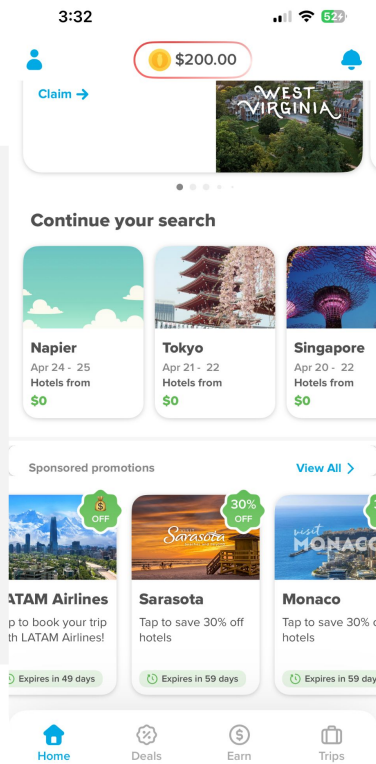 3:32
52
$200.00
Claim →
WEST
VIRGINIA
Continue your search
Napier
Apr 24 - 25
Hotels from
$0
Tokyo
Apr 21 - 22
Hotels from
$0
Singapore
Apr 20 - 22
Hotels from
$0
Sponsored promotions
View All >
OFF
ATAM Airlines
p to book your trip
th LATAM Airlines!
Expires in 49 days
30%
OFF
Sarasota
Sarasota
Tap to save 30% off
hotels
Expires in 59 days
visit
MONACO
Monaco
Tap to save 30% o
hotels
Expires in 59 day
Home
Deals
Earn
Trips